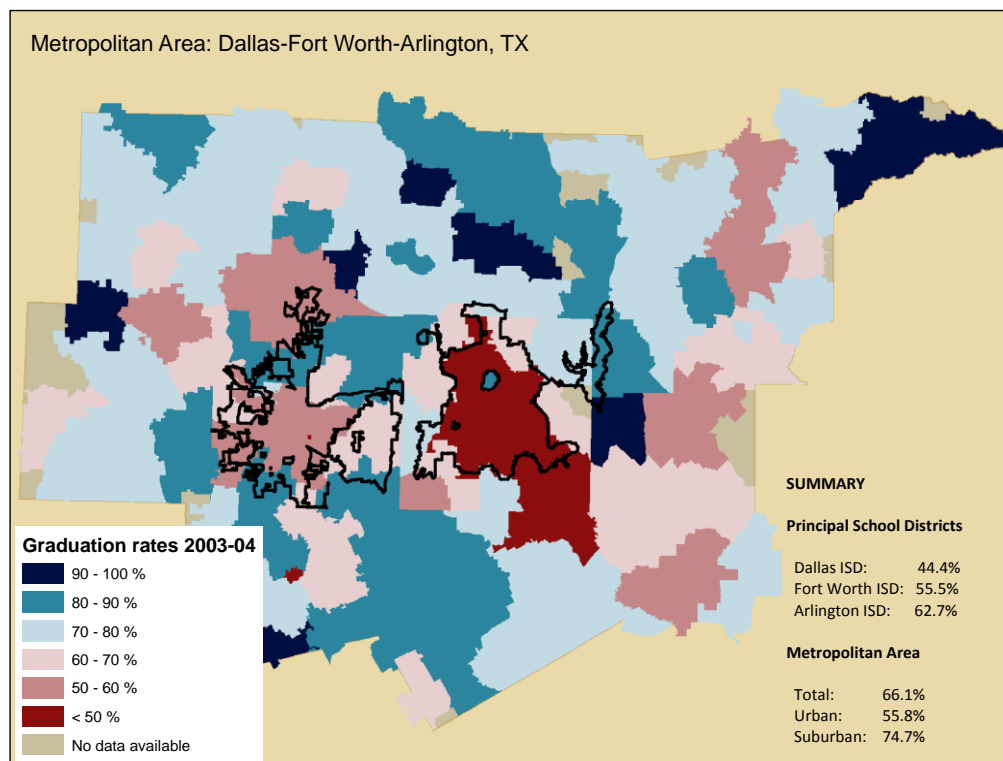 Metropolitan Area: Dallas-Fort Worth-Arlington, TX
SUMMARY
Principal School Districts
Dallas ISD: 44.4%
Fort Worth ISD: 55.5%
Arlington ISD: 62.7%
Metropolitan Area
Total: 66.1%
Urban: 55.8%
Suburban: 74.7%
Graduation rates 2003-04
90 - 100 %
80 - 90 %
70 - 80 %
60 - 70 %
50 - 60 %
< 50 %
No data available